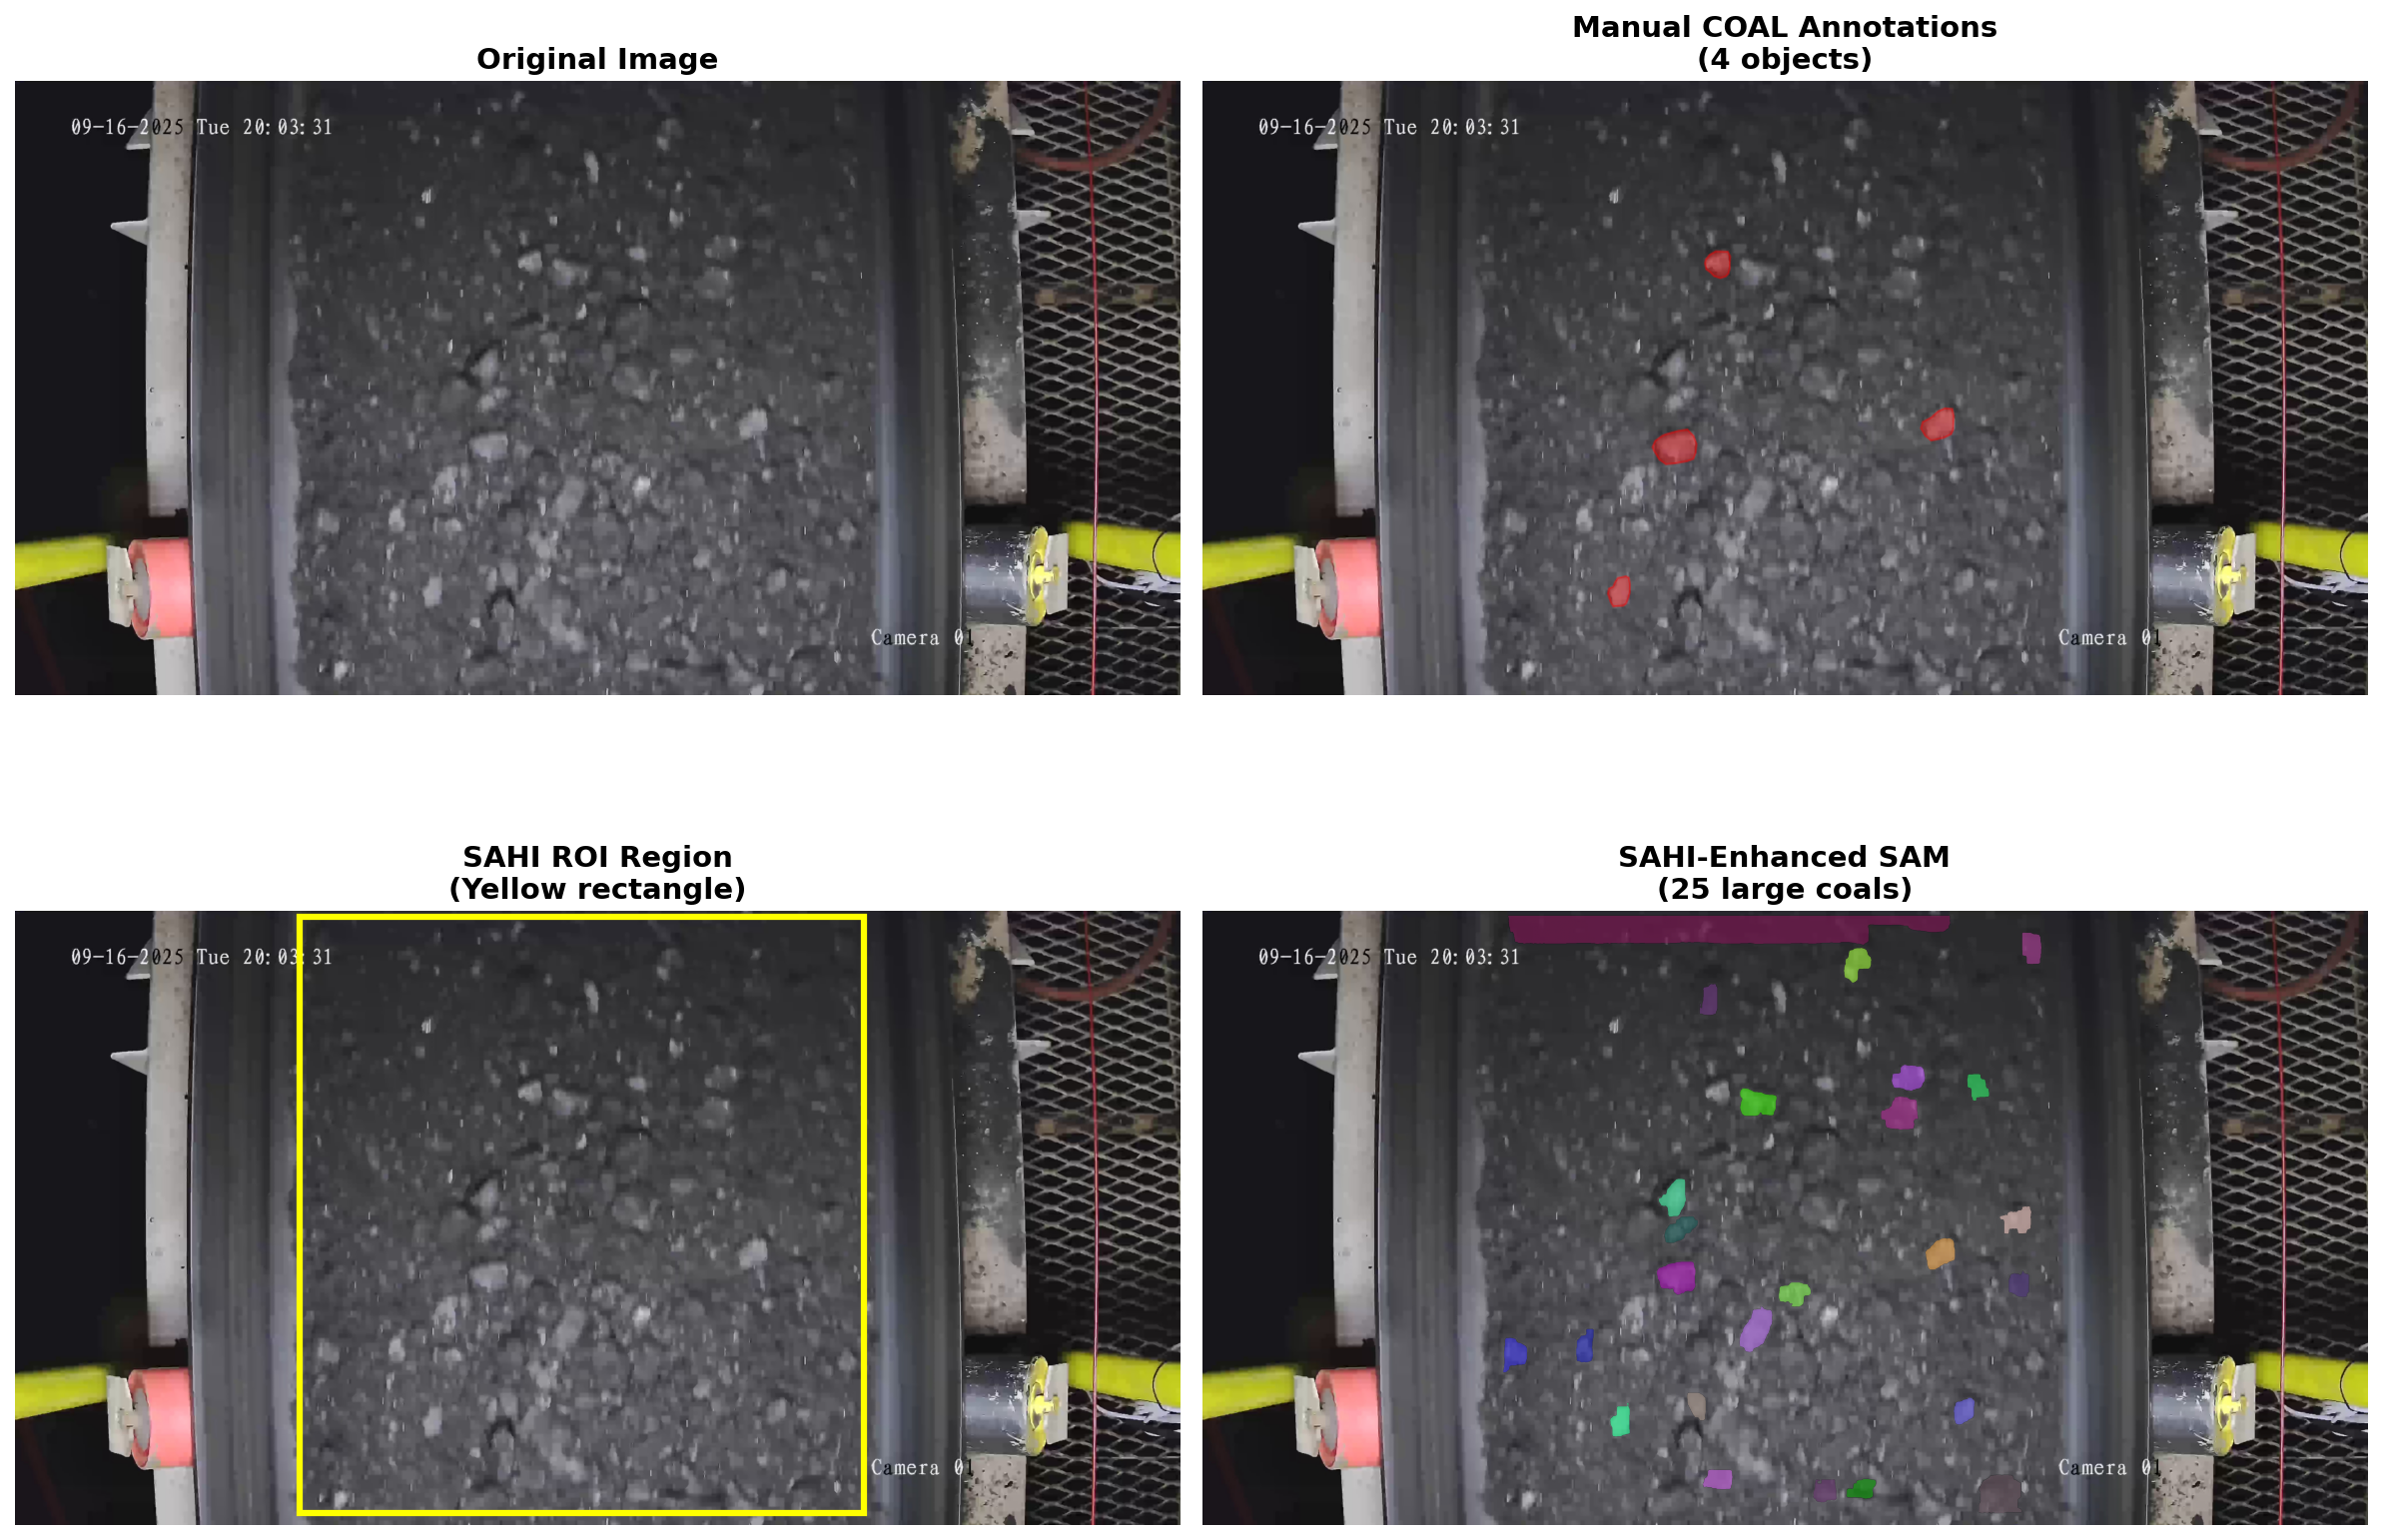 Original Image
09-16-2025 Tue 20:03:31
Camera 01
Manual COAL Annotations
(4 objects)
09-16-2025 Tue 20:03:31
Camera 01
SAHI ROI Region
(Yellow rectangle)
09-16-2025 Tue 20:03:31
Camera 01
SAHI-Enhanced SAM
(25 large coals)
09-16-2025 Tue 20:03:31
Camera 01